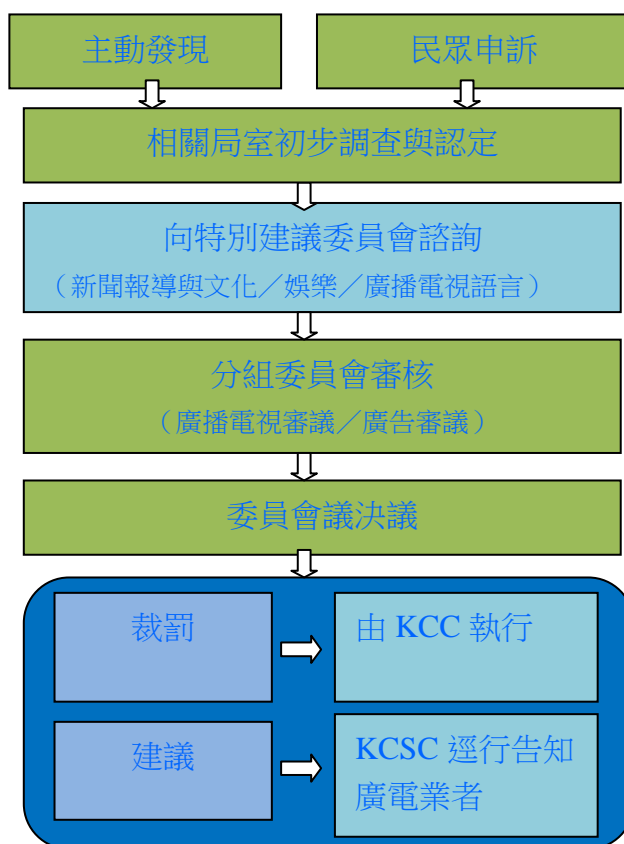 主動發現
民眾申訴
相關局室初步調查與認定
向特別建議委員會諮詢
（新聞報導與文化／娛樂／廣播電視語言）
分組委員會審核
（廣播電視審議／廣告審議）
委員會議決議
裁罰
由 KCC 執行
建議
KCSC 逕行告知
廣電業者